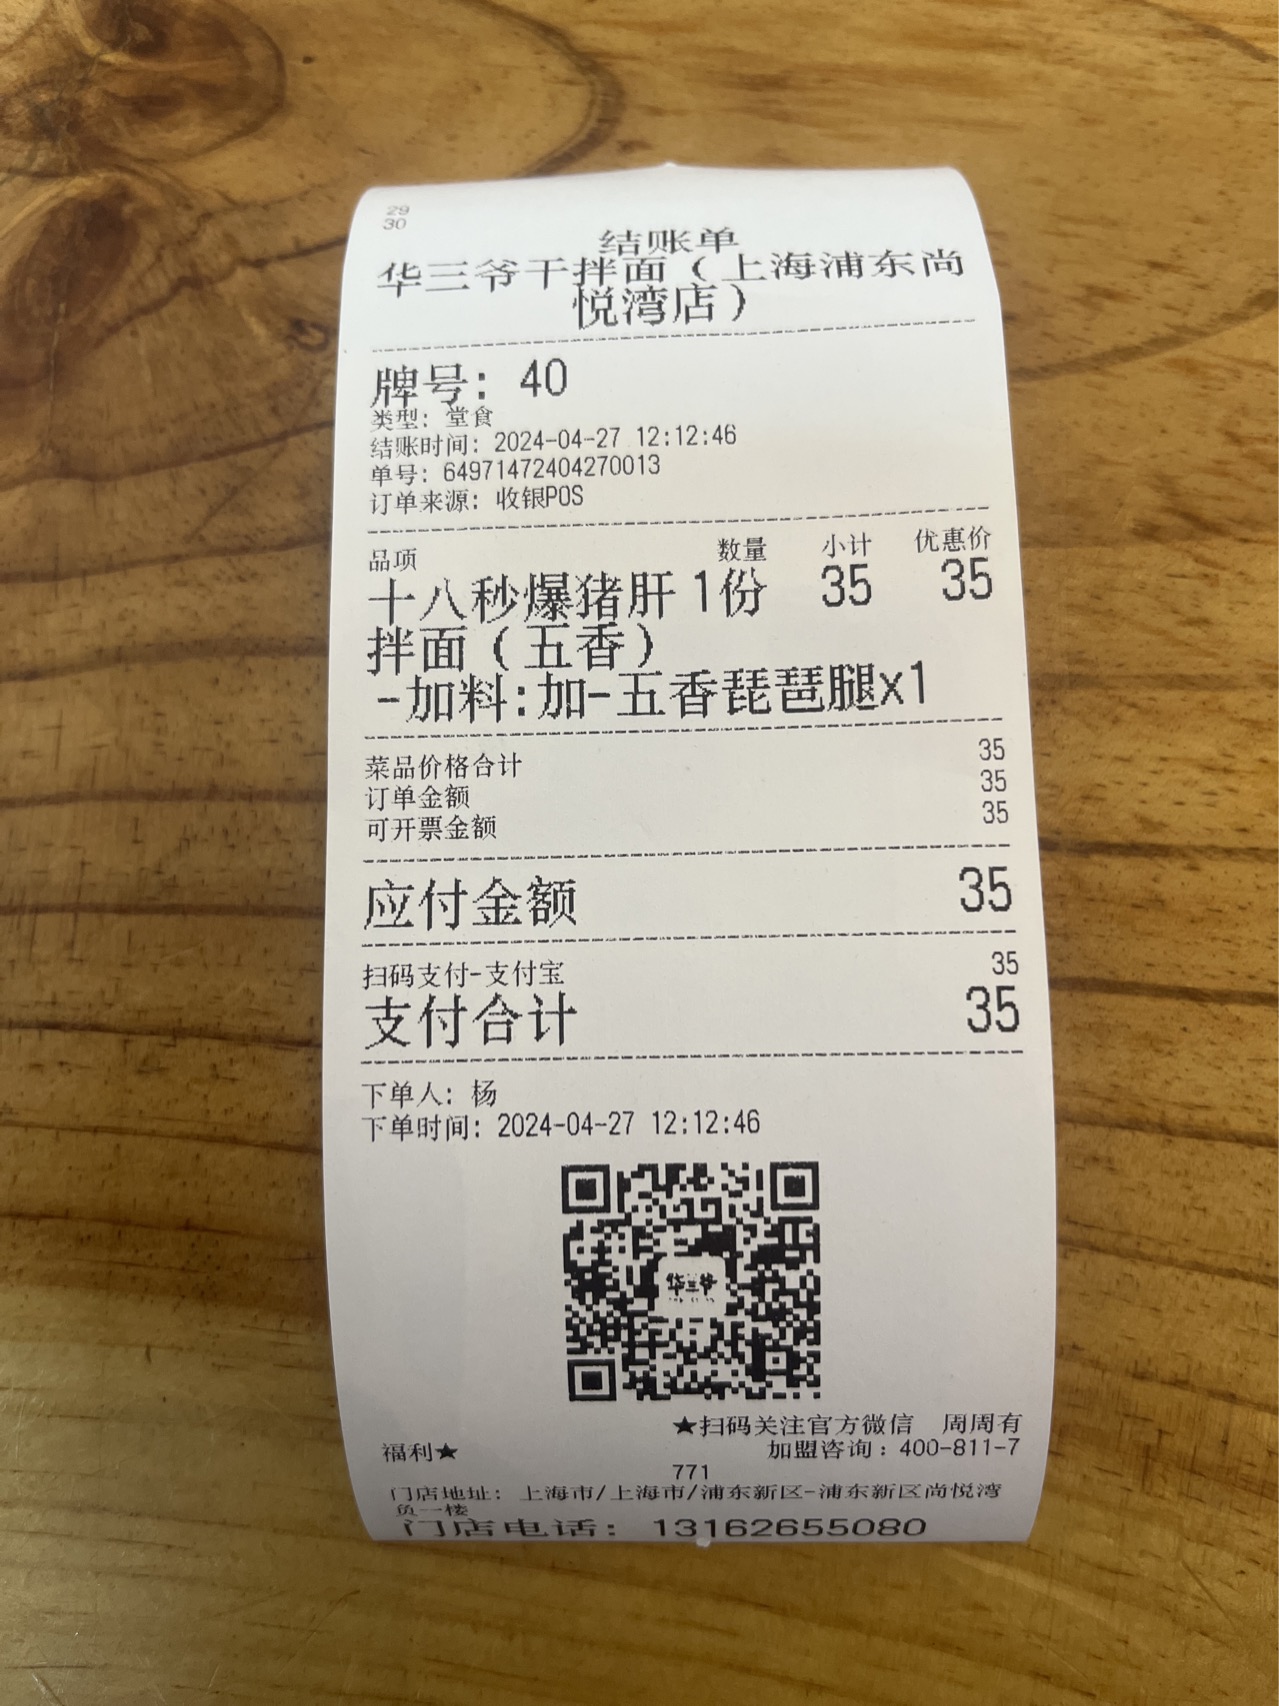 29
30
结账单
华三爷干拌面（上海浦东尚
悦湾店）
牌号：40
类型：堂食
结账时间：2024-04-27 12:12:46
单号：64971472404270013
订单来源：收银POS
品项 数量 小计 优惠价
十八秒爆猪肝 1份 35 35
拌面（五香）
-加料:加-五香琵琶腿x1
菜品价格合计 35
订单金额 35
可开票金额 35
应付金额 35
扫码支付-支付宝 35
支付合计 35
下单人：杨
下单时间：2024-04-27 12:12:46
华三爷
★扫码关注官方微信 周周有
福利★ 加盟咨询：400-811-7
771
门店地址：上海市/上海市/浦东新区-浦东新区尚悦湾
负一楼
门店电话：13162655080